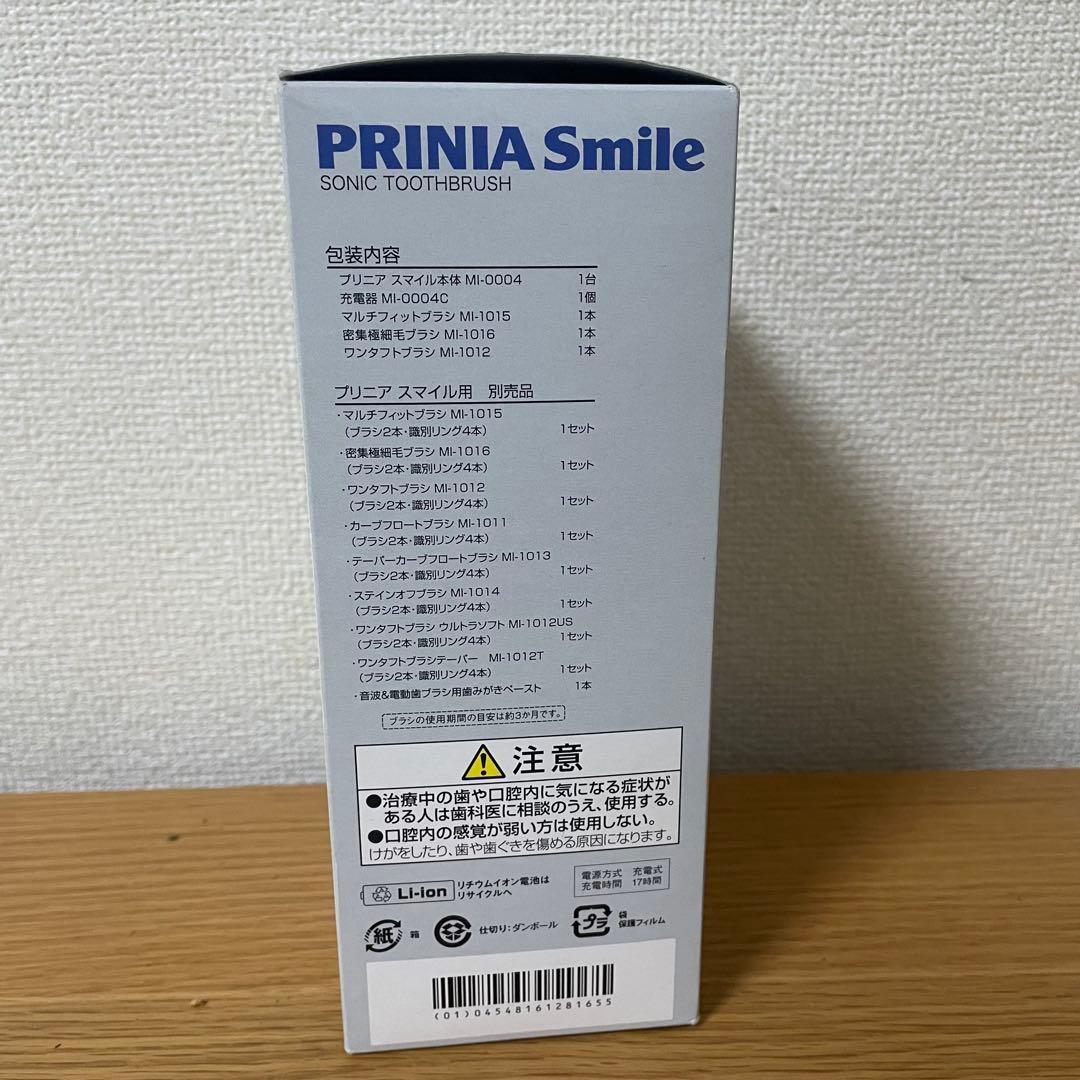 PRINIA Smile
SONIC TOOTHBRUSH
包装内容
プリニア スマイル本体 MI-0004 1台
充電器 MI-0004C 1個
マルチフィットブラシ MI-1015 1本
密集極細毛ブラシ MI-1016 1本
ワンタフトブラシ MI-1012 1本
プリニア スマイル用 別売品
・マルチフィットブラシ MI-1015
(ブラシ2本・識別リング4本) 1セット
・密集極細毛ブラシ MI-1016
(ブラシ2本・識別リング4本) 1セット
・ワンタフトブラシ MI-1012
(ブラシ2本・識別リング4本) 1セット
・カーブフロートブラシ MI-1011
(ブラシ2本・識別リング4本) 1セット
・テーパーカーブフロートブラシ MI-1013
(ブラシ2本・識別リング4本) 1セット
・ステインオフブラシ MI-1014
(ブラシ2本・識別リング4本) 1セット
・ワンタフトブラシ ウルトラソフト MI-1012US
(ブラシ2本・識別リング4本) 1セット
・ワンタフトブラシテーパー MI-1012T
(ブラシ2本・識別リング4本) 1セット
・音波&電動歯ブラシ用歯みがきペースト 1本
ブラシの使用期間の目安は約3か月です。
注意
●治療中の歯や口腔内に気になる症状が
ある人は歯科医に相談のうえ、使用する。
●口腔内の感覚が弱い方は使用しない。
けがをしたり、歯や歯ぐきを傷める原因になります。
Li-ion リチウムイオン電池は
リサイクルへ
電源方式 充電式
充電時間 17時間
紙 箱
仕切り:ダンボール
プラ 袋
保護フィルム
(01)04548161281655